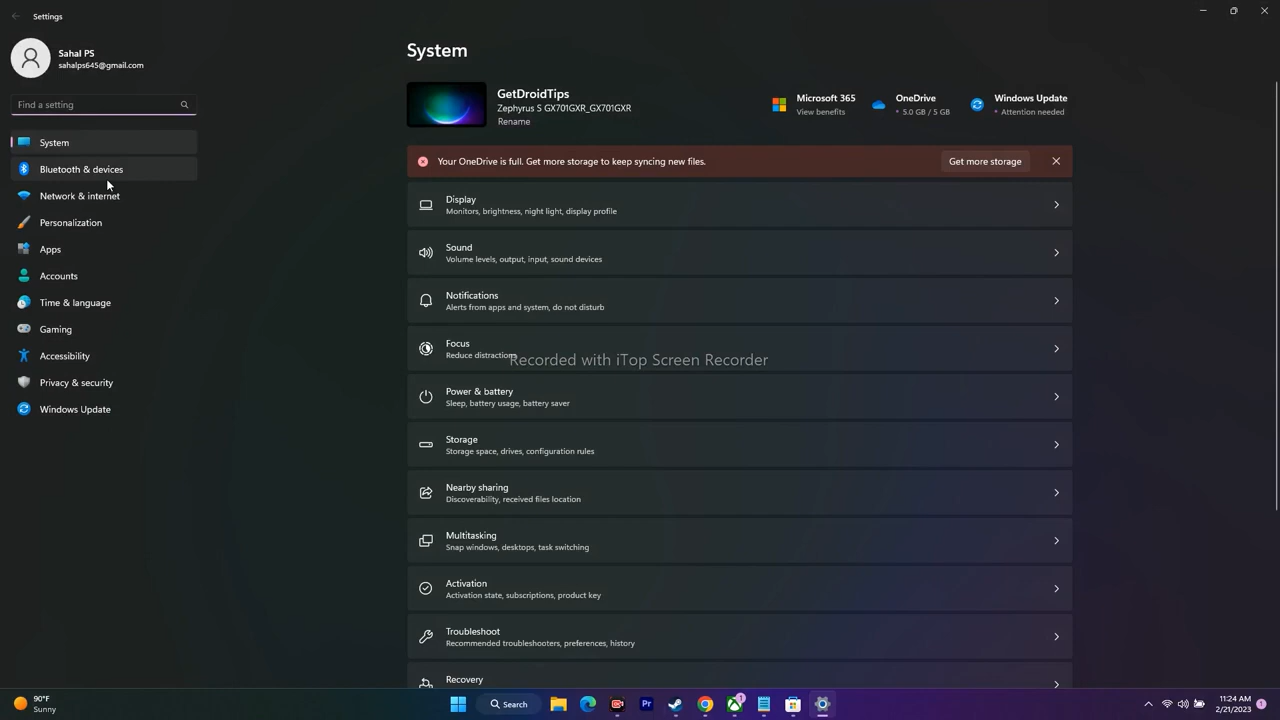 Settings
Sahal PS
sahalps645@gmail.com
Find a setting
System
Bluetooth & devices
Network & internet
Personalization
Apps
Accounts
Time & language
Gaming
Accessibility
Privacy & security
Windows Update
System
GetDroidTips
Zephyrus S GX701GXR_GX701GXR
Rename
Microsoft 365
View benefits
OneDrive
• 5.0 GB / 5 GB
Windows Update
• Attention needed
Your OneDrive is full. Get more storage to keep syncing new files.
Get more storage
Display
Monitors, brightness, night light, display profile
Sound
Volume levels, output, input, sound devices
Notifications
Alerts from apps and system, do not disturb
Focus
Reduce distractions
Recorded with iTop Screen Recorder
Power & battery
Sleep, battery usage, battery saver
Storage
Storage space, drives, configuration rules
Nearby sharing
Discoverability, received files location
Multitasking
Snap windows, desktops, task switching
Activation
Activation state, subscriptions, product key
Troubleshoot
Recommended troubleshooters, preferences, history
Recovery
90°F
Sunny
Search
Pr
1
11:24 AM
2/21/2023
1